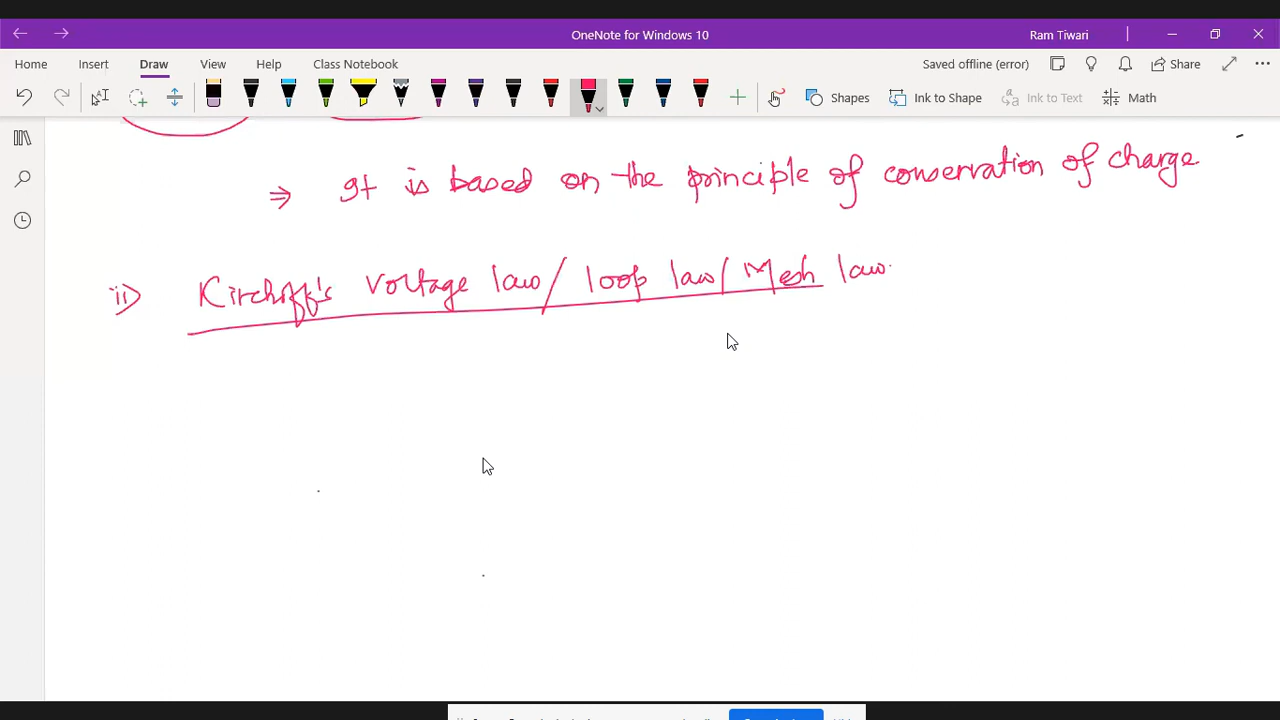 OneNote for Windows 10
Ram Tiwari
Home Insert Draw View Help Class Notebook
Saved offline (error)
Share
Shapes
Ink to Shape
Ink to Text
Math
⇒ It is based on the principle of conservation of charge.
ii) Kirchoff's voltage law/ loop law/ Mesh law.